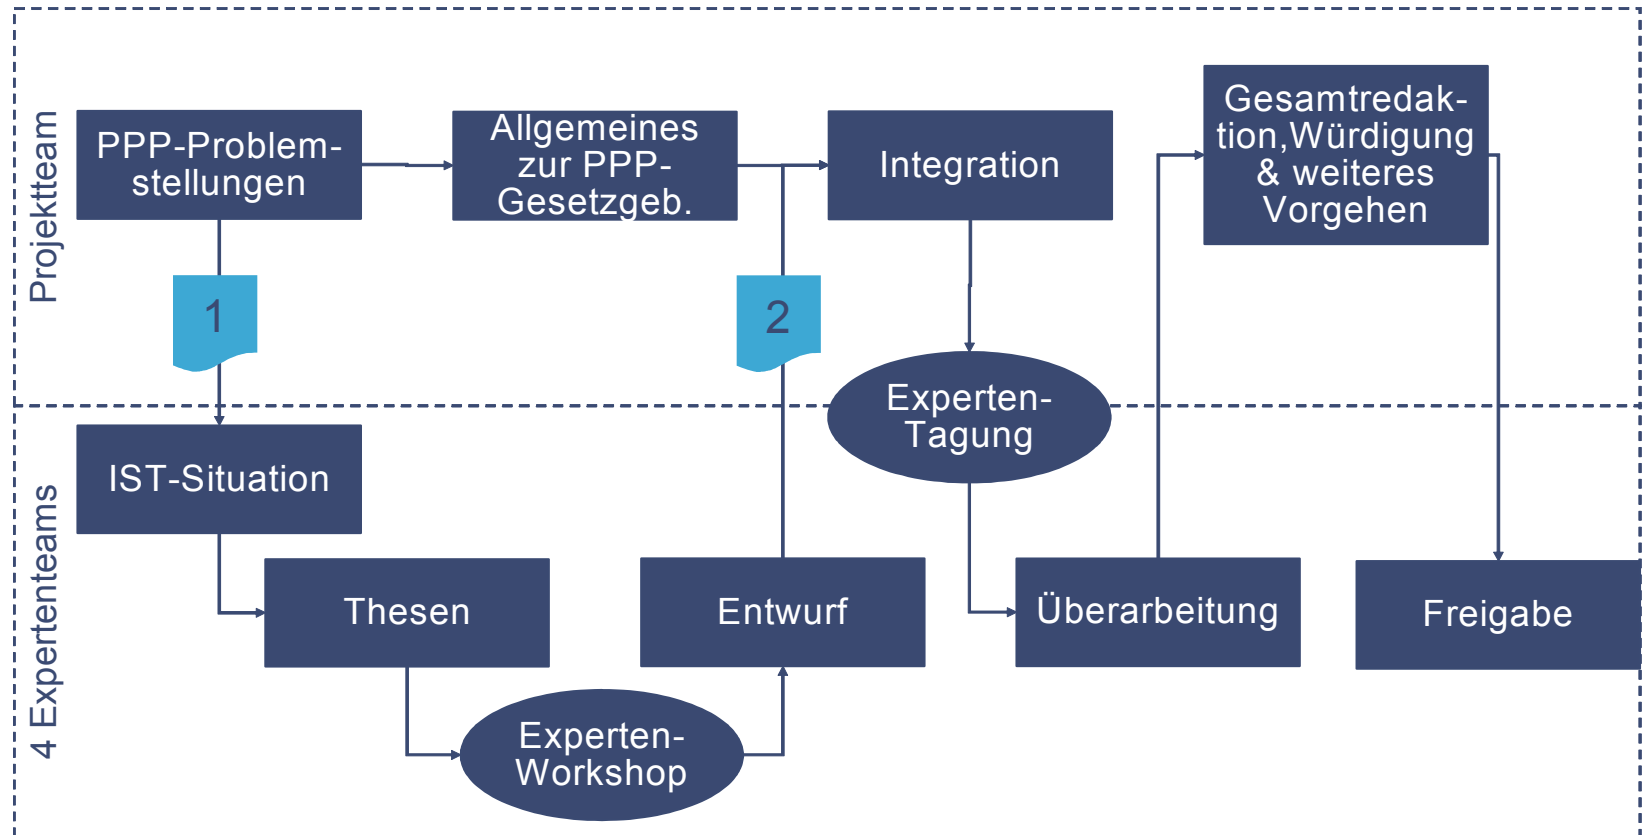 Projektteam
PPP-Problem-
stellungen
Allgemeines
zur PPP-
Gesetzgeb.
Integration
Gesamtredak-
tion,Würdigung
& weiteres
Vorgehen
1
2
Experten-
Tagung
4 Expertenteams
IST-Situation
Thesen
Entwurf
Überarbeitung
Freigabe
Experten-
Workshop